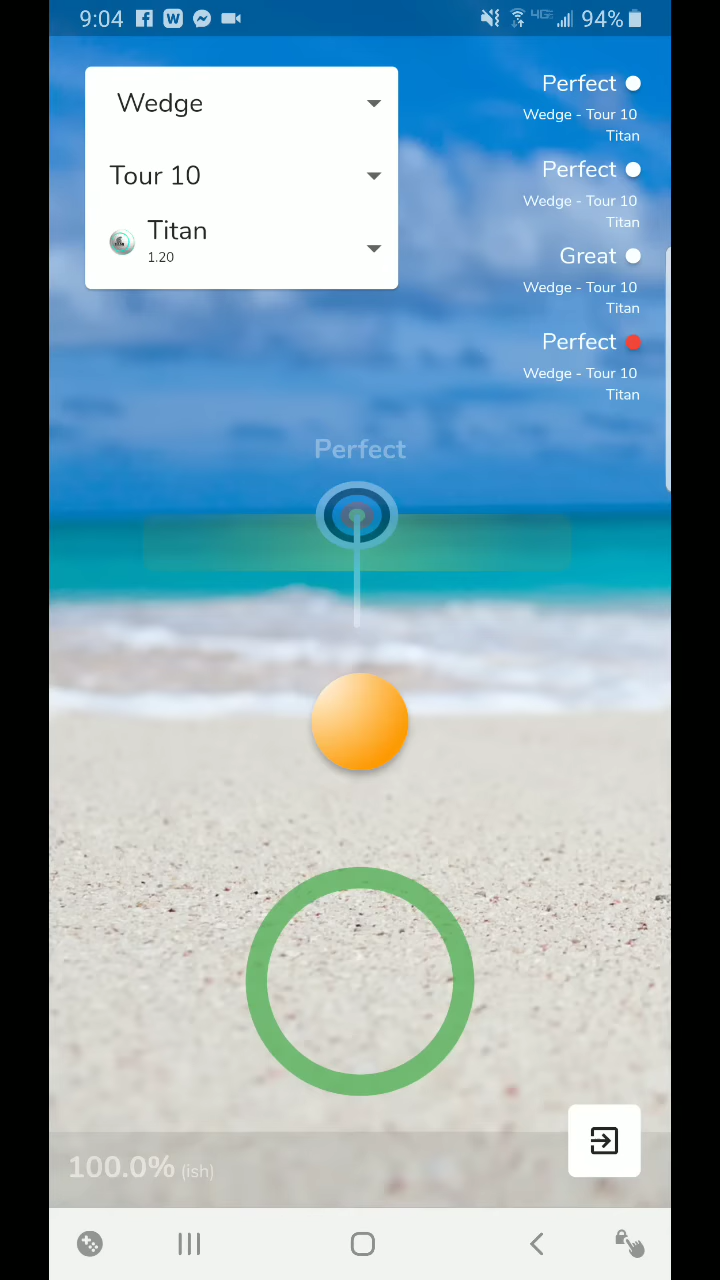 9:04
4GE
94%
Wedge
Tour 10
Titan
1.20
Perfect
Wedge - Tour 10
Titan
Perfect
Wedge - Tour 10
Titan
Great
Wedge - Tour 10
Titan
Perfect
Wedge - Tour 10
Titan
Perfect
100.0% (ish)